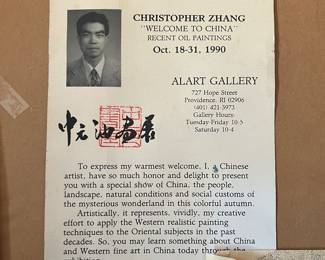 CHRISTOPHER ZHANG
"WELCOME TO CHINA"
RECENT OIL PAINTINGS
Oct. 18-31, 1990
ALART GALLERY
727 Hope Street
Providence, RI 02906
(401) 421-3973
Gallery Hours:
Tuesday-Friday 10-5
Saturday 10-4
中元油畫展
To express my warmest welcome, I, a Chinese
artist, have so much honor and delight to present
you with a special show of China, the people,
landscape, natural conditions and social customs of
the mysterious wonderland in this colorful autumn.
Artistically, it represents, vividly, my creative
effort to apply the Western realistic painting
techniques to the Oriental subjects in the past
decades. So, you may learn something about China
and Western fine art in China today through the
exhibition.